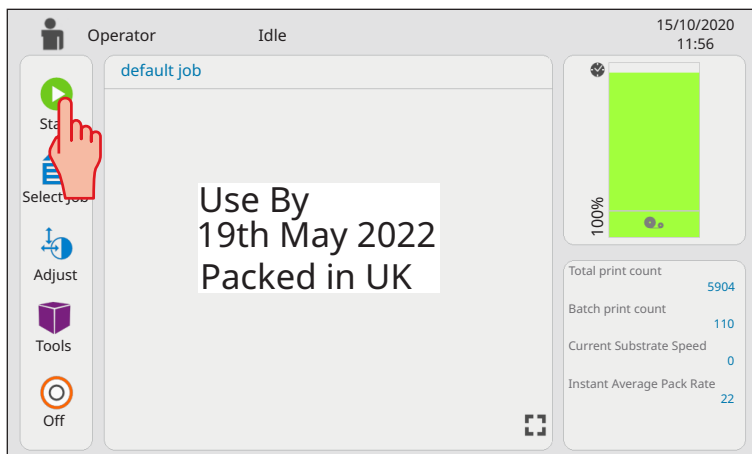 Operator
Idle
15/10/2020
11:56
Sta
Select Job
Adjust
Tools
Off
default job
Use By
19th May 2022
Packed in UK
100%
Total print count
5904
Batch print count
110
Current Substrate Speed
0
Instant Average Pack Rate
22